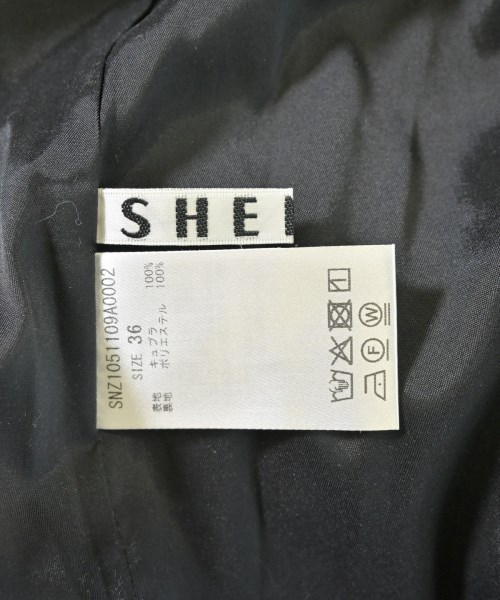 SHE
SNZ1051109A0002
SIZE 36
表地 キュプラ 100%
裏地 ポリエステル 100%
F W